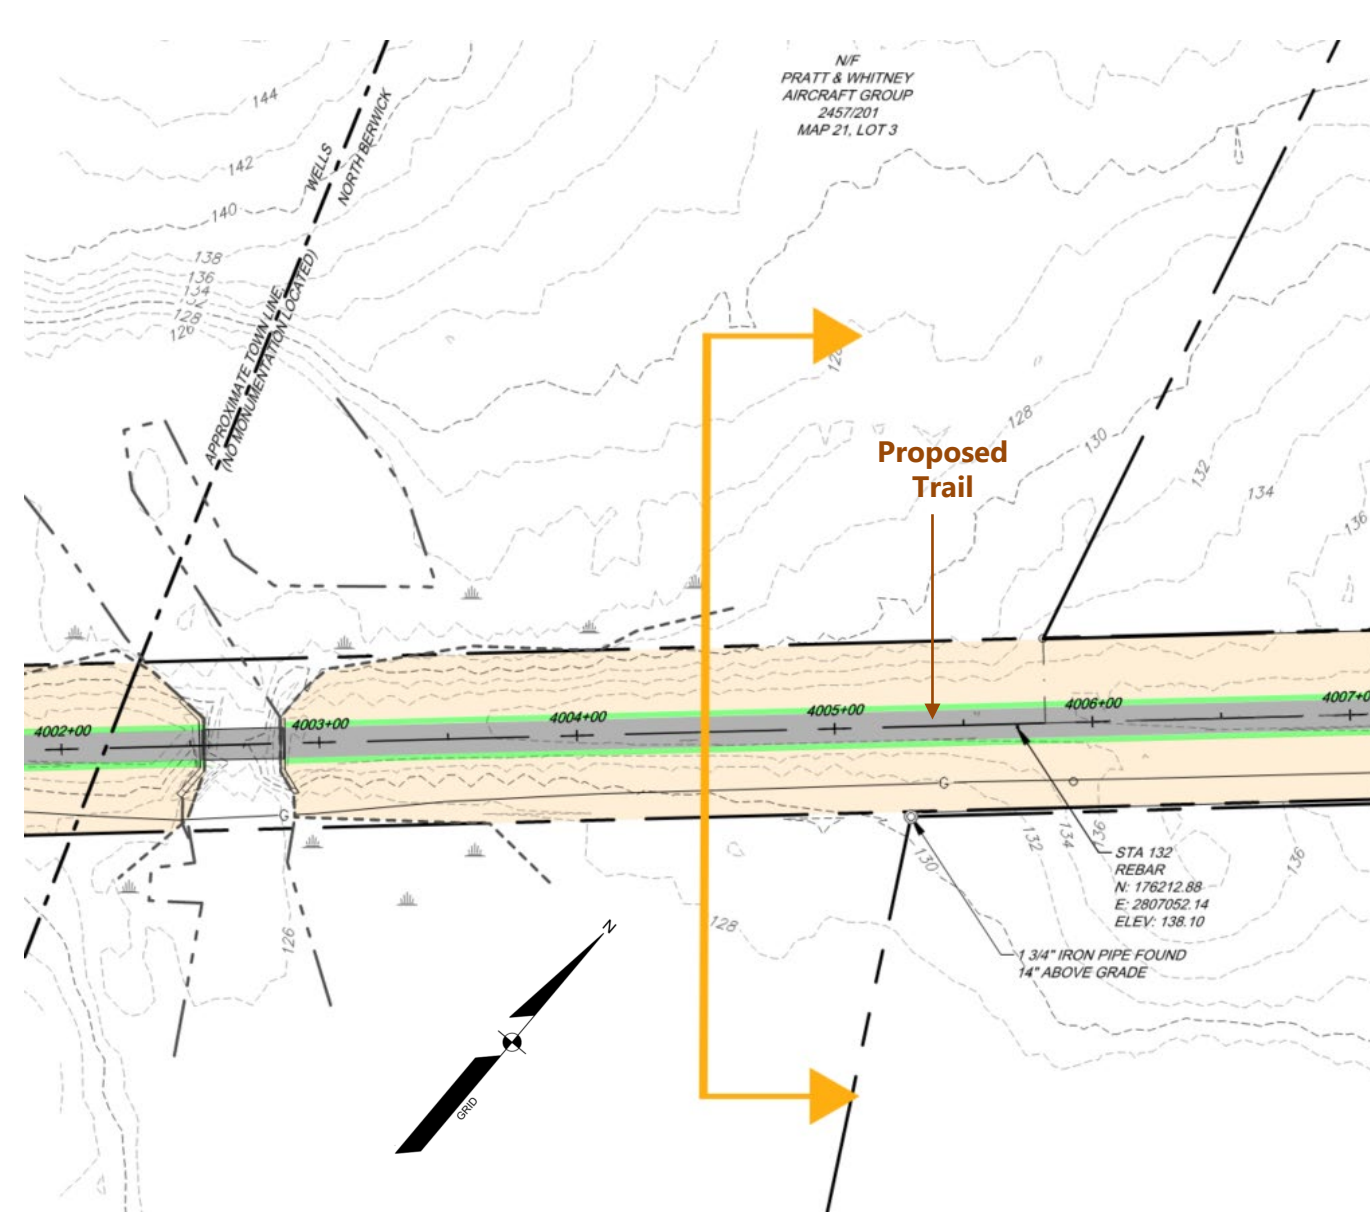 N/F
PRATT & WHITNEY
AIRCRAFT GROUP
2457/201
MAP 21, LOT 3
144
142
140
138
136
134
128
126
WELLS
NORTH BERWICK
APPROXIMATE TOWN LINE
(NO MONUMENTATION LOCATED)
128
130
132
134
136
Proposed
Trail
4002+00
4003+00
4004+00
4005+00
4006+00
4007+0
G
G
126
128
130
132
134
136
136
STA 132
REBAR
N: 176212.88
E: 2807052.14
ELEV: 138.10
1 3/4" IRON PIPE FOUND
14" ABOVE GRADE
N
GRID